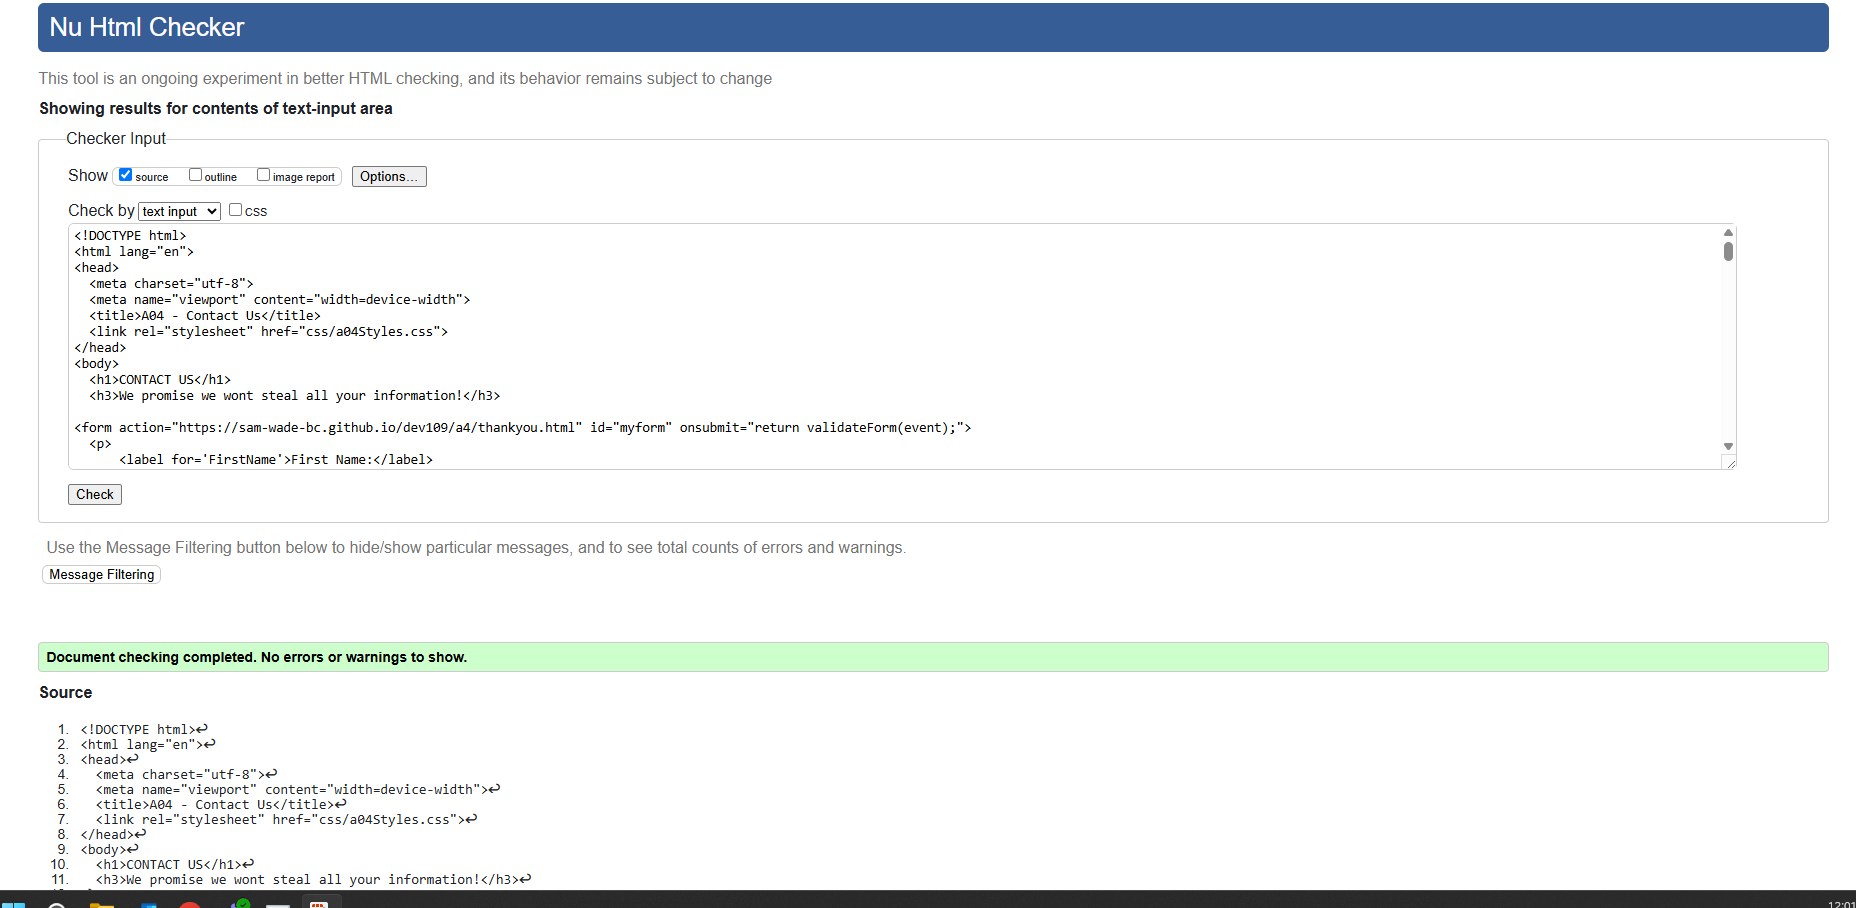 Nu Html Checker
This tool is an ongoing experiment in better HTML checking, and its behavior remains subject to change
Showing results for contents of text-input area
Checker Input
Show source outline image report Options...
Check by text input css
<!DOCTYPE html>
<html lang="en">
<head>
  <meta charset="utf-8">
  <meta name="viewport" content="width=device-width">
  <title>A04 - Contact Us</title>
  <link rel="stylesheet" href="css/a04Styles.css">
</head>
<body>
  <h1>CONTACT US</h1>
  <h3>We promise we wont steal all your information!</h3>
<form action="https://sam-wade-bc.github.io/dev109/a4/thankyou.html" id="myform" onsubmit="return validateForm(event);">
  <p>
      <label for='FirstName'>First Name:</label>
Check
Use the Message Filtering button below to hide/show particular messages, and to see total counts of errors and warnings.
Message Filtering
Document checking completed. No errors or warnings to show.
Source
1. <!DOCTYPE html>↩
2. <html lang="en">↩
3. <head>↩
4.   <meta charset="utf-8">↩
5.   <meta name="viewport" content="width=device-width">↩
6.   <title>A04 - Contact Us</title>↩
7.   <link rel="stylesheet" href="css/a04Styles.css">↩
8. </head>↩
9. <body>↩
10.   <h1>CONTACT US</h1>↩
11.   <h3>We promise we wont steal all your information!</h3>↩